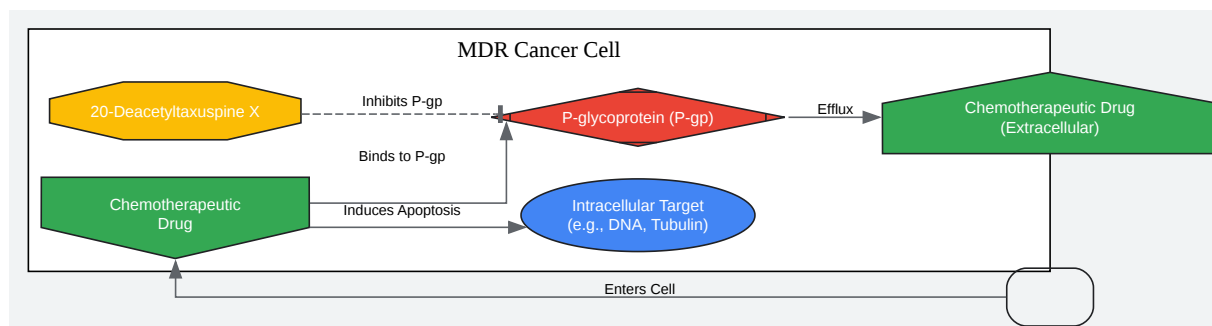 MDR Cancer Cell
20-Deacetyltaxuspine X
Inhibits P-gp
P-glycoprotein (P-gp)
Efflux
Chemotherapeutic Drug
(Extracellular)
Binds to P-gp
Chemotherapeutic
Drug
Induces Apoptosis
Intracellular Target
(e.g., DNA, Tubulin)
Enters Cell